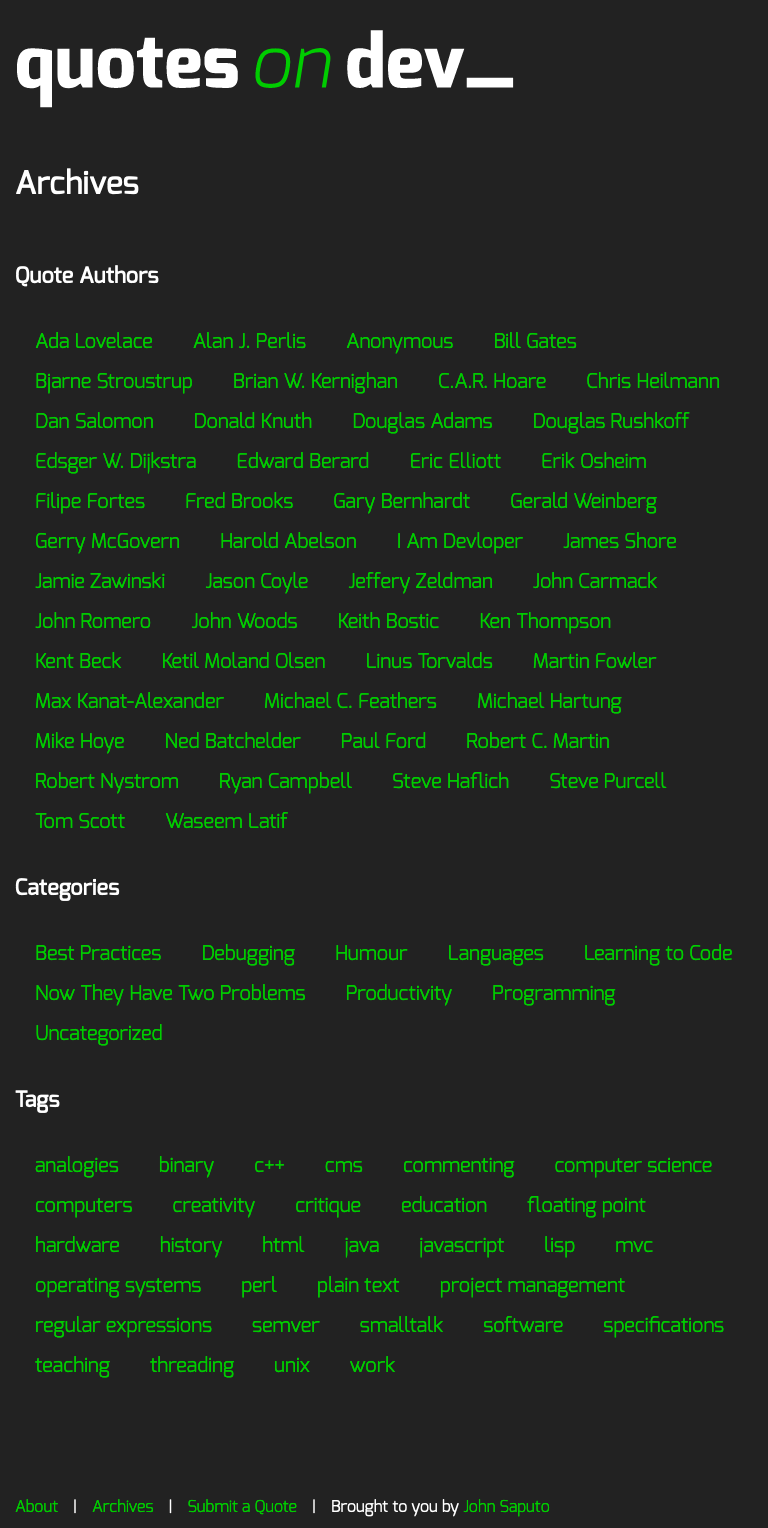 quotes on dev_
Archives
Quote Authors
Ada Lovelace Alan J. Perlis Anonymous Bill Gates
Bjarne Stroustrup Brian W. Kernighan C.A.R. Hoare Chris Heilmann
Dan Salomon Donald Knuth Douglas Adams Douglas Rushkoff
Edsger W. Dijkstra Edward Berard Eric Elliott Erik Osheim
Filipe Fortes Fred Brooks Gary Bernhardt Gerald Weinberg
Gerry McGovern Harold Abelson I Am Devloper James Shore
Jamie Zawinski Jason Coyle Jeffery Zeldman John Carmack
John Romero John Woods Keith Bostic Ken Thompson
Kent Beck Ketil Moland Olsen Linus Torvalds Martin Fowler
Max Kanat-Alexander Michael C. Feathers Michael Hartung
Mike Hoye Ned Batchelder Paul Ford Robert C. Martin
Robert Nystrom Ryan Campbell Steve Haflich Steve Purcell
Tom Scott Waseem Latif
Categories
Best Practices Debugging Humour Languages Learning to Code
Now They Have Two Problems Productivity Programming
Uncategorized
Tags
analogies binary c++ cms commenting computer science
computers creativity critique education floating point
hardware history html java javascript lisp mvc
operating systems perl plain text project management
regular expressions semver smalltalk software specifications
teaching threading unix work
About | Archives | Submit a Quote | Brought to you by John Saputo